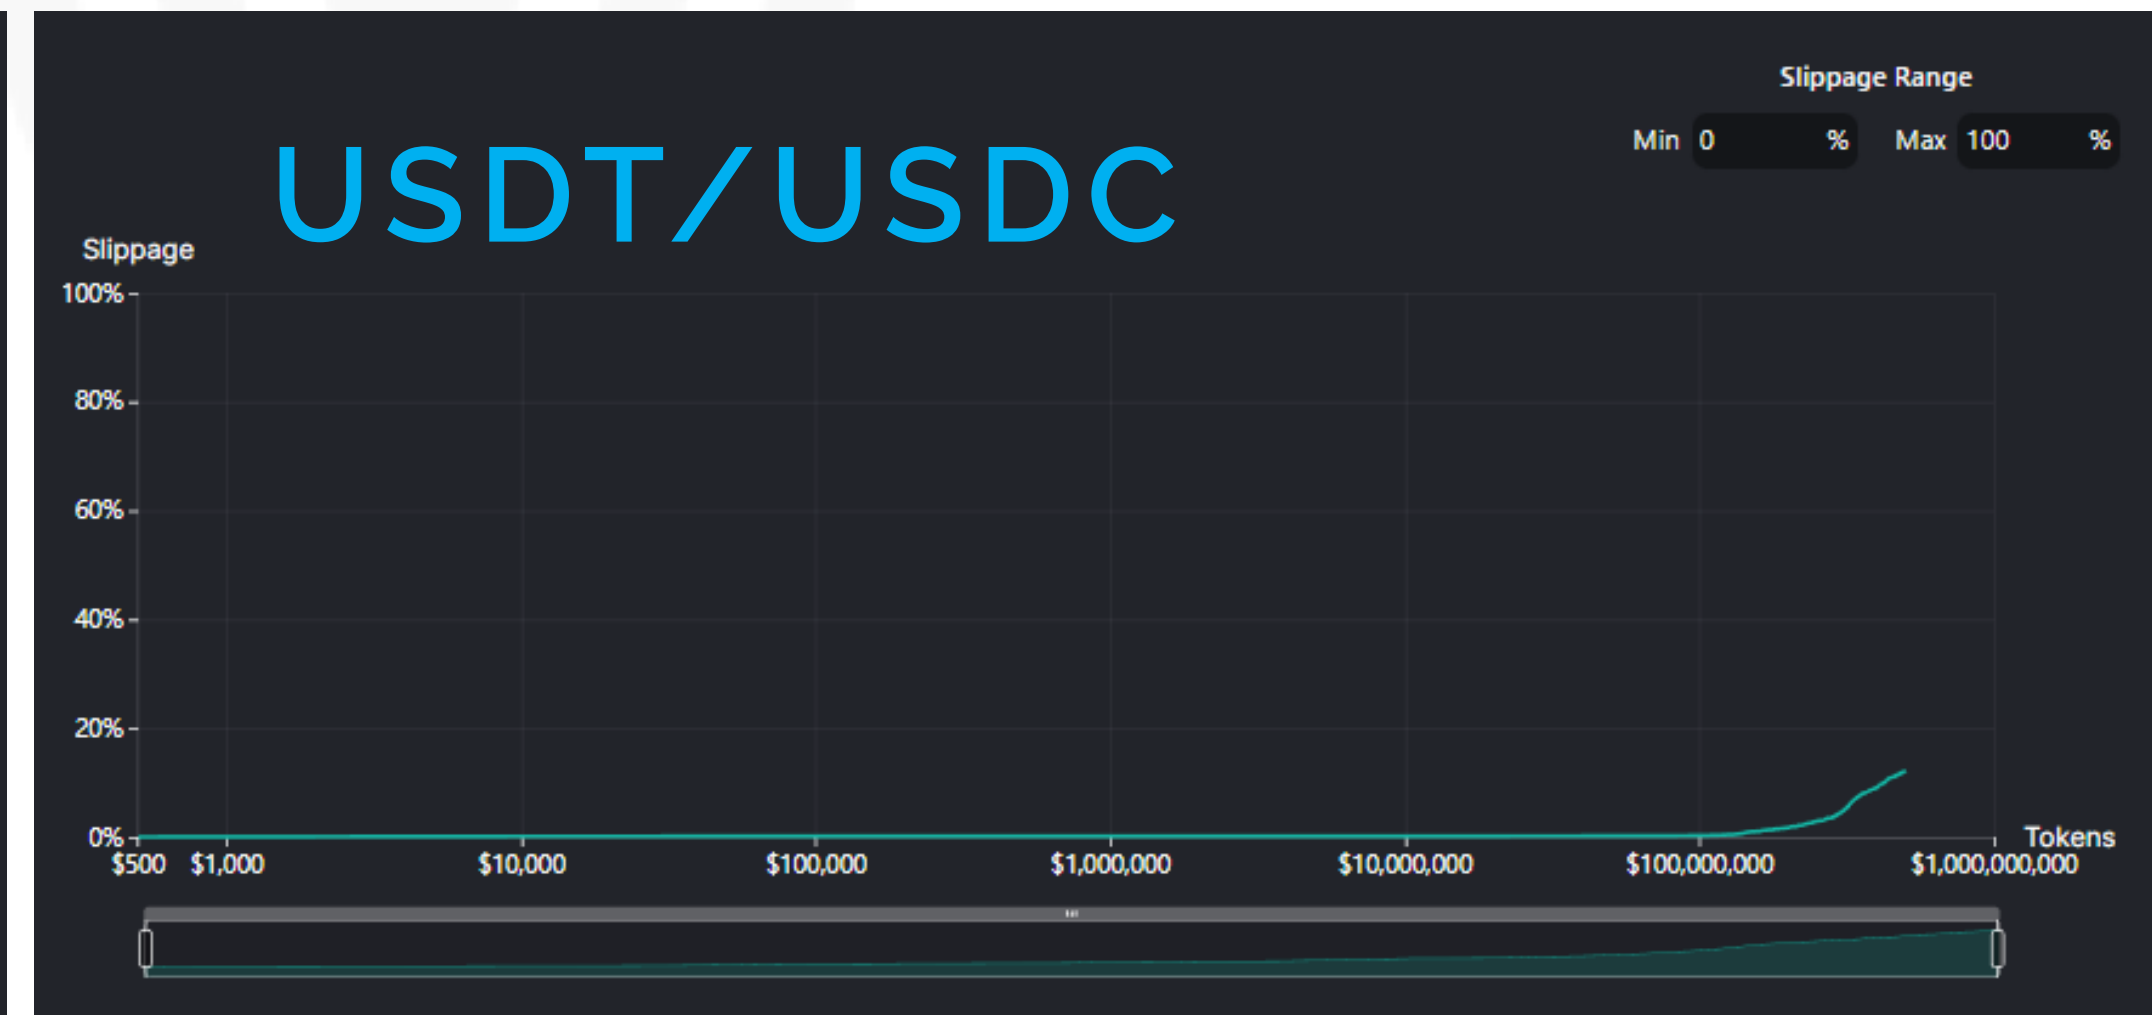 Slippage Range
Min 0 % Max 100 %
USDT/USDC
Slippage
100%
80%
60%
40%
20%
0%
Tokens
$500 $1,000 $10,000 $100,000 $1,000,000 $10,000,000 $100,000,000 $1,000,000,000